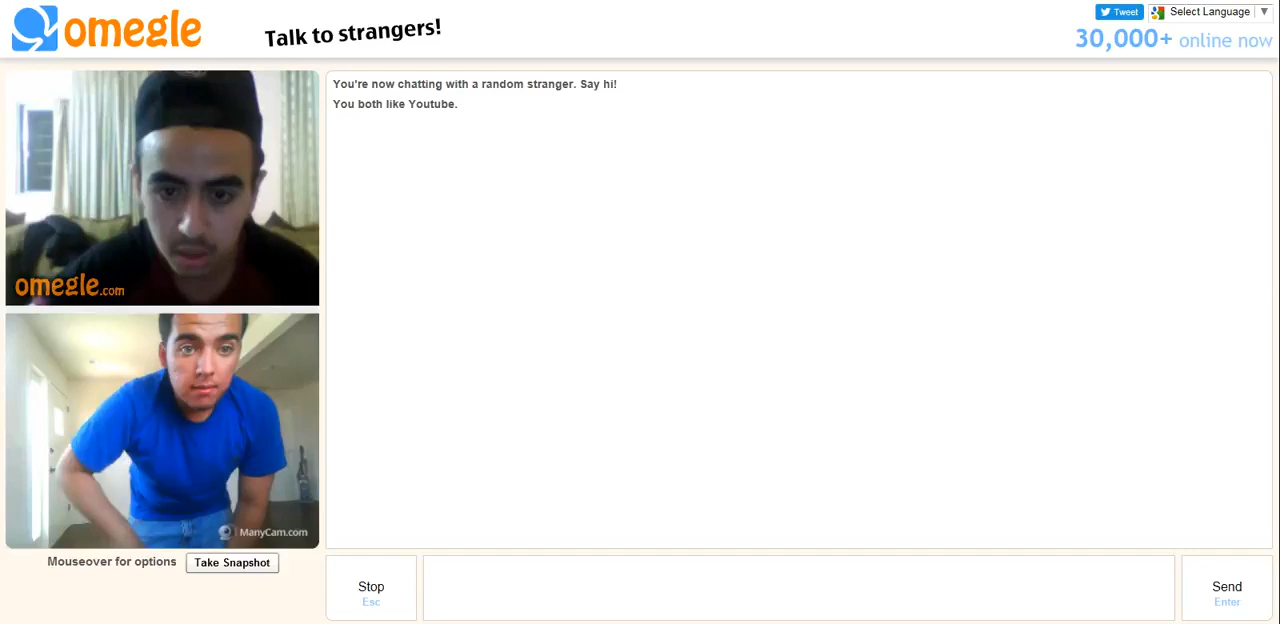 omegle
Talk to strangers!
Tweet
Select Language
30,000+ online now
You're now chatting with a random stranger. Say hi!
You both like Youtube.
omegle.com
ManyCam.com
Mouseover for options
Take Snapshot
Stop
Esc
Send
Enter